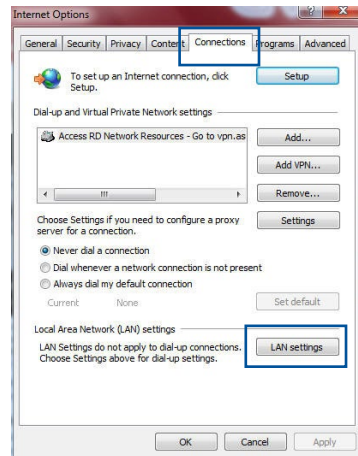 Internet Options
General Security Privacy Content Connections Programs Advanced
To set up an Internet connection, click
Setup.
Setup
Dial-up and Virtual Private Network settings
Access RD Network Resources - Go to vpn.as
Add...
Add VPN...
Remove...
Choose Settings if you need to configure a proxy
server for a connection.
Settings
Never dial a connection
Dial whenever a network connection is not present
Always dial my default connection
Current None
Set default
Local Area Network (LAN) settings
LAN Settings do not apply to dial-up connections.
Choose Settings above for dial-up settings.
LAN settings
OK Cancel Apply